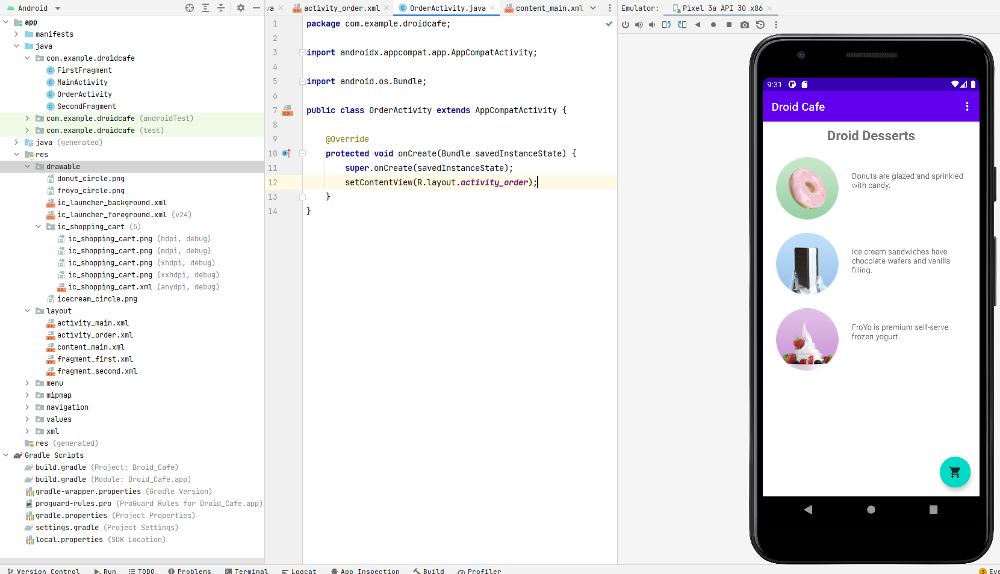 Android
app
manifests
java
com.example.droidcafe
FirstFragment
MainActivity
OrderActivity
SecondFragment
com.example.droidcafe (androidTest)
com.example.droidcafe (test)
java (generated)
res
drawable
donut_circle.png
froyo_circle.png
ic_launcher_background.xml
ic_launcher_foreground.xml (v24)
ic_shopping_cart (5)
ic_shopping_cart.png (hdpi, debug)
ic_shopping_cart.png (mdpi, debug)
ic_shopping_cart.png (xhdpi, debug)
ic_shopping_cart.png (xxhdpi, debug)
ic_shopping_cart.xml (anydpi, debug)
icecream_circle.png
layout
activity_main.xml
activity_order.xml
content_main.xml
fragment_first.xml
fragment_second.xml
menu
mipmap
navigation
values
xml
res (generated)
Gradle Scripts
build.gradle (Project: Droid_Cafe)
build.gradle (Module: Droid_Cafe.app)
gradle-wrapper.properties (Gradle Version)
proguard-rules.pro (ProGuard Rules for Droid_Cafe.app)
gradle.properties (Project Properties)
settings.gradle (Project Settings)
local.properties (SDK Location)
va activity_order.xml OrderActivity.java content_main.xml
1 package com.example.droidcafe;
2
3 import androidx.appcompat.app.AppCompatActivity;
4
5 import android.os.Bundle;
6
7 public class OrderActivity extends AppCompatActivity {
8
9 @Override
10 protected void onCreate(Bundle savedInstanceState) {
11 super.onCreate(savedInstanceState);
12 setContentView(R.layout.activity_order);
13 }
14 }
Emulator: Pixel 3a API 30 x86
9:31
Droid Cafe
Droid Desserts
Donuts are glazed and sprinkled
with candy.
Ice cream sandwiches have
chocolate wafers and vanilla
filling.
FroYo is premium self-serve
frozen yogurt.
Version Control Run TODO Problems Terminal Logcat App Inspection Build Profiler 3 Eve